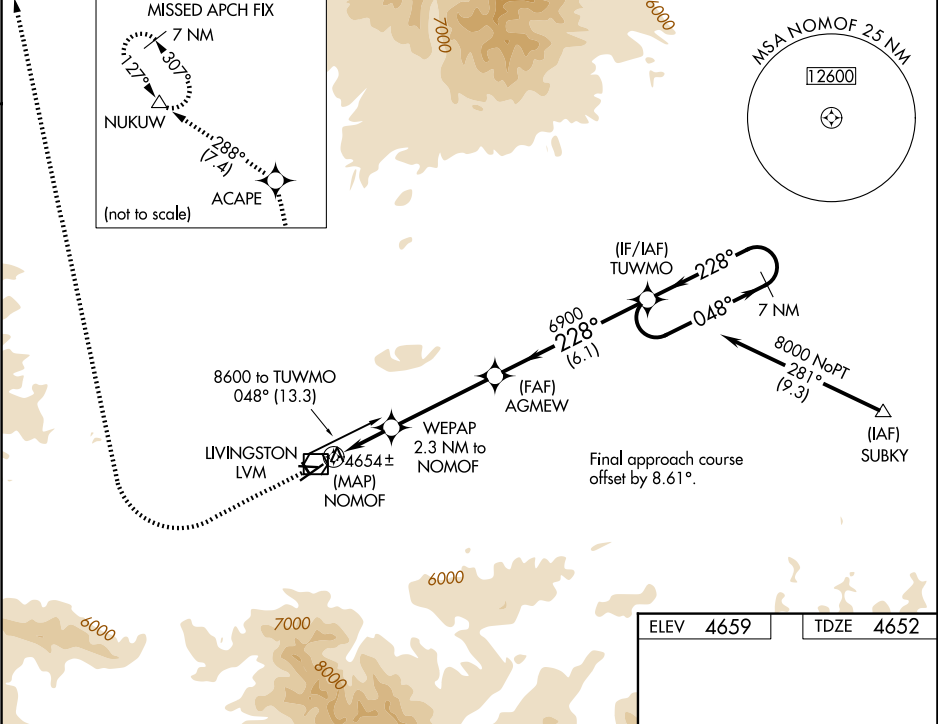 MISSED APCH FIX
7 NM
307°
127°
NUKUW
288°
(7.4)
ACAPE
(not to scale)
7000
6000
MSA NOMOF 25 NM
12600
(IF/IAF)
TUWMO
228°
048°
7 NM
6900
228°
(6.1)
8000 NoPT
281°
(9.3)
(IAF)
SUBKY
8600 to TUWMO
048° (13.3)
(FAF)
AGMEW
WEPAP
2.3 NM to
NOMOF
LIVINGSTON
LVM
4654±
(MAP)
NOMOF
Final approach course
offset by 8.61°.
6000
6000
7000
8000
ELEV 4659
TDZE 4652